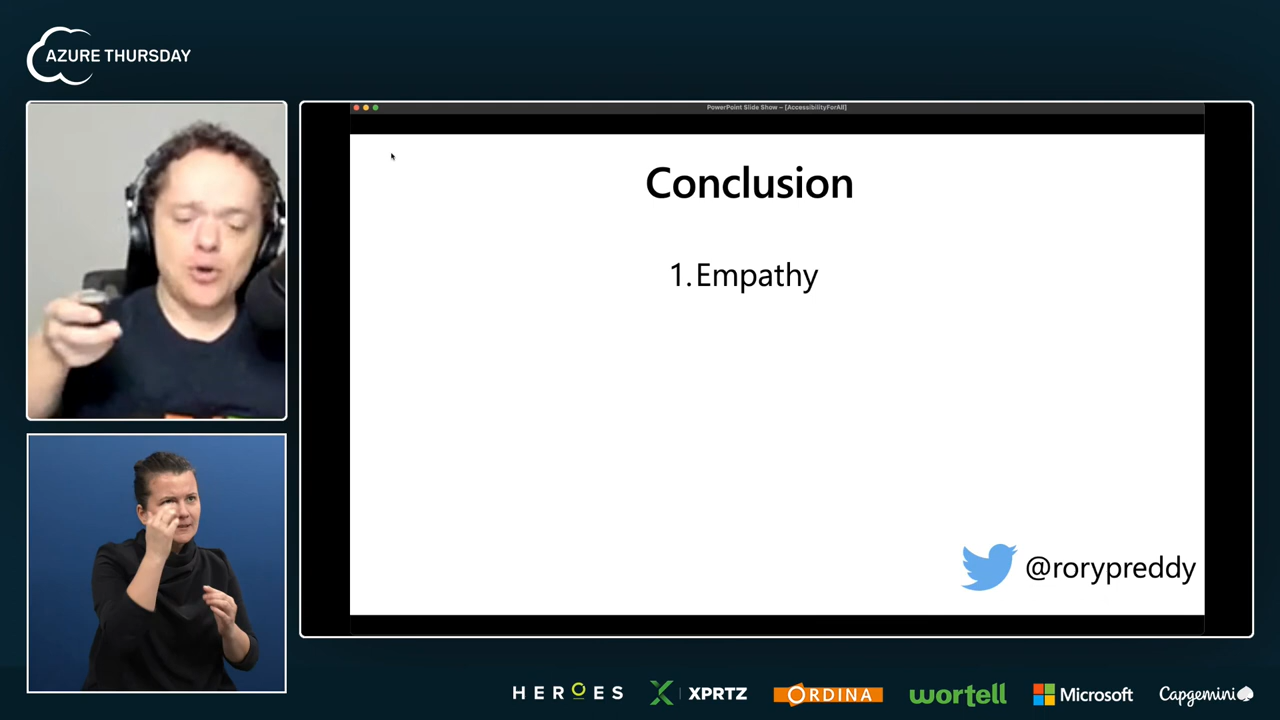 AZURE THURSDAY
PowerPoint Slide Show – [AccessibilityForAll]
Conclusion
1. Empathy
@rorypreddy
HEROES
XPRTZ
ORDINA
wortell
Microsoft
Capgemini